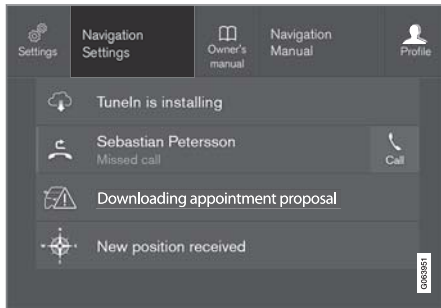 Settings
Navigation
Settings
Owner's
manual
Navigation
Manual
Profile
TuneIn is installing
Sebastian Petersson
Missed call
Call
Downloading appointment proposal
New position received
G063951